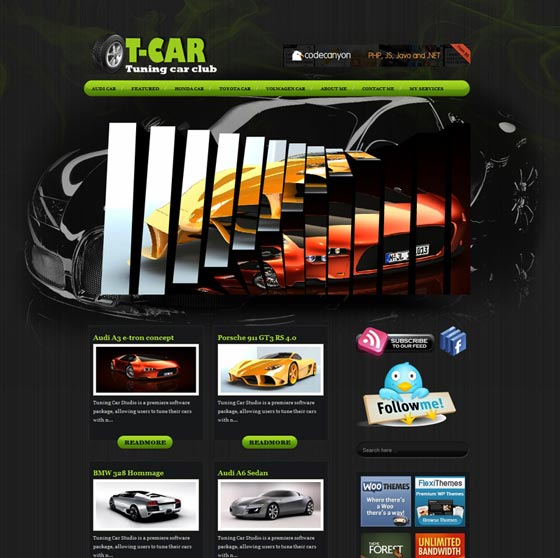 T-CAR
Tuning car club
codecanyon
PHP, JS, Java and .NET
AUDI CAR
FEATURED
HONDA CAR
TOYOTA CAR
VOLWAGEN CAR
ABOUT ME
CONTACT ME
MY SERVICES
Audi A3 e-tron concept
Porsche 911 GT3 RS 4.0
Tuning Car Studio is a premiere software
package, allowing users to tune their cars
with n...
Tuning Car Studio is a premiere software
package, allowing users to tune their cars
with n...
READMORE
READMORE
BMW 328 Hommage
Audi A6 Sedan
Tuning Car Studio is a premiere software
package, allowing users to tune their cars
with n...
Tuning Car Studio is a premiere software
package, allowing users to tune their cars
with n...
SUBSCRIBE
TO OUR FEED
f
Follow me!
Search here ...
WOO THEMES
Where there's
a Woo
there's a way!
FlexiThemes
Premium WP Themes
Browse Themes
THEME
FOREST
UNLIMITED
BANDWIDTH